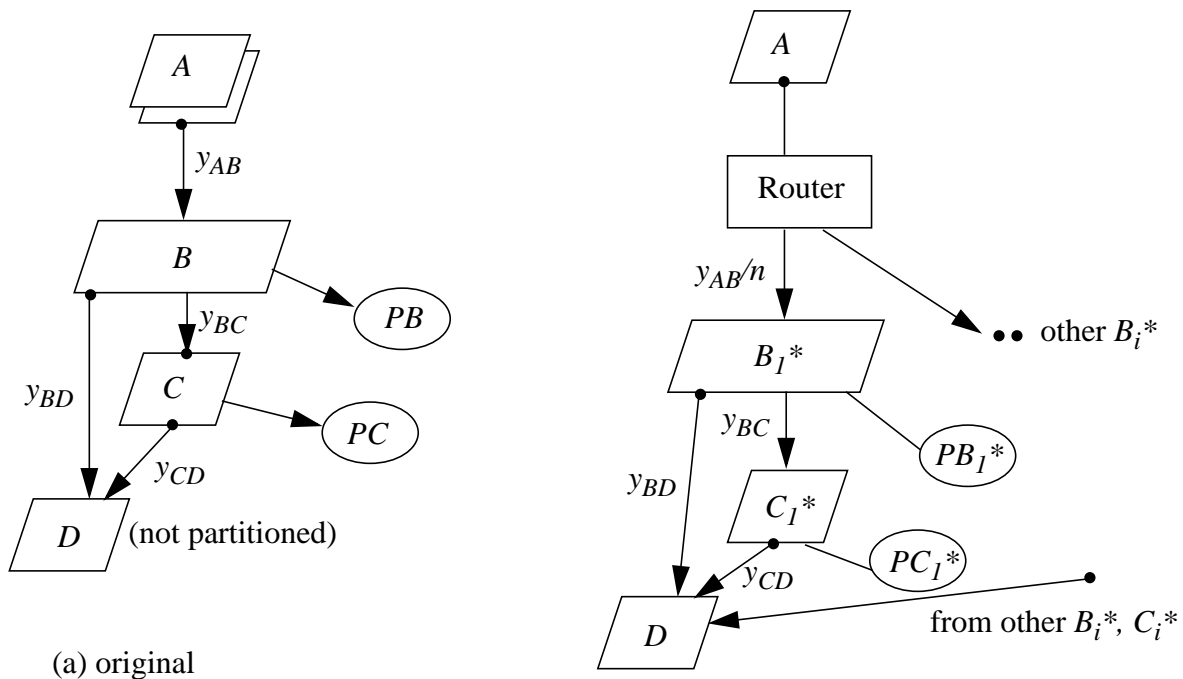 A
y_AB
B
PB
y_BC
C
y_BD
PC
y_CD
D
(not partitioned)
(a) original
A
Router
y_AB/n
other B_i*
B_1*
y_BC
PB_1*
y_BD
C_1*
PC_1*
y_CD
D
from other B_i*, C_i*